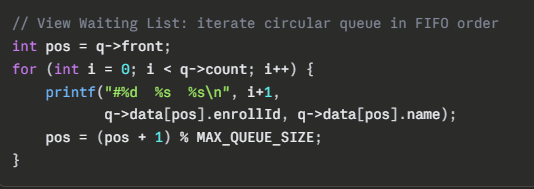 // View Waiting List: iterate circular queue in FIFO order
int pos = q->front;
for (int i = 0; i < q->count; i++) {
    printf("#%d  %s  %s\n", i+1,
           q->data[pos].enrollId, q->data[pos].name);
    pos = (pos + 1) % MAX_QUEUE_SIZE;
}